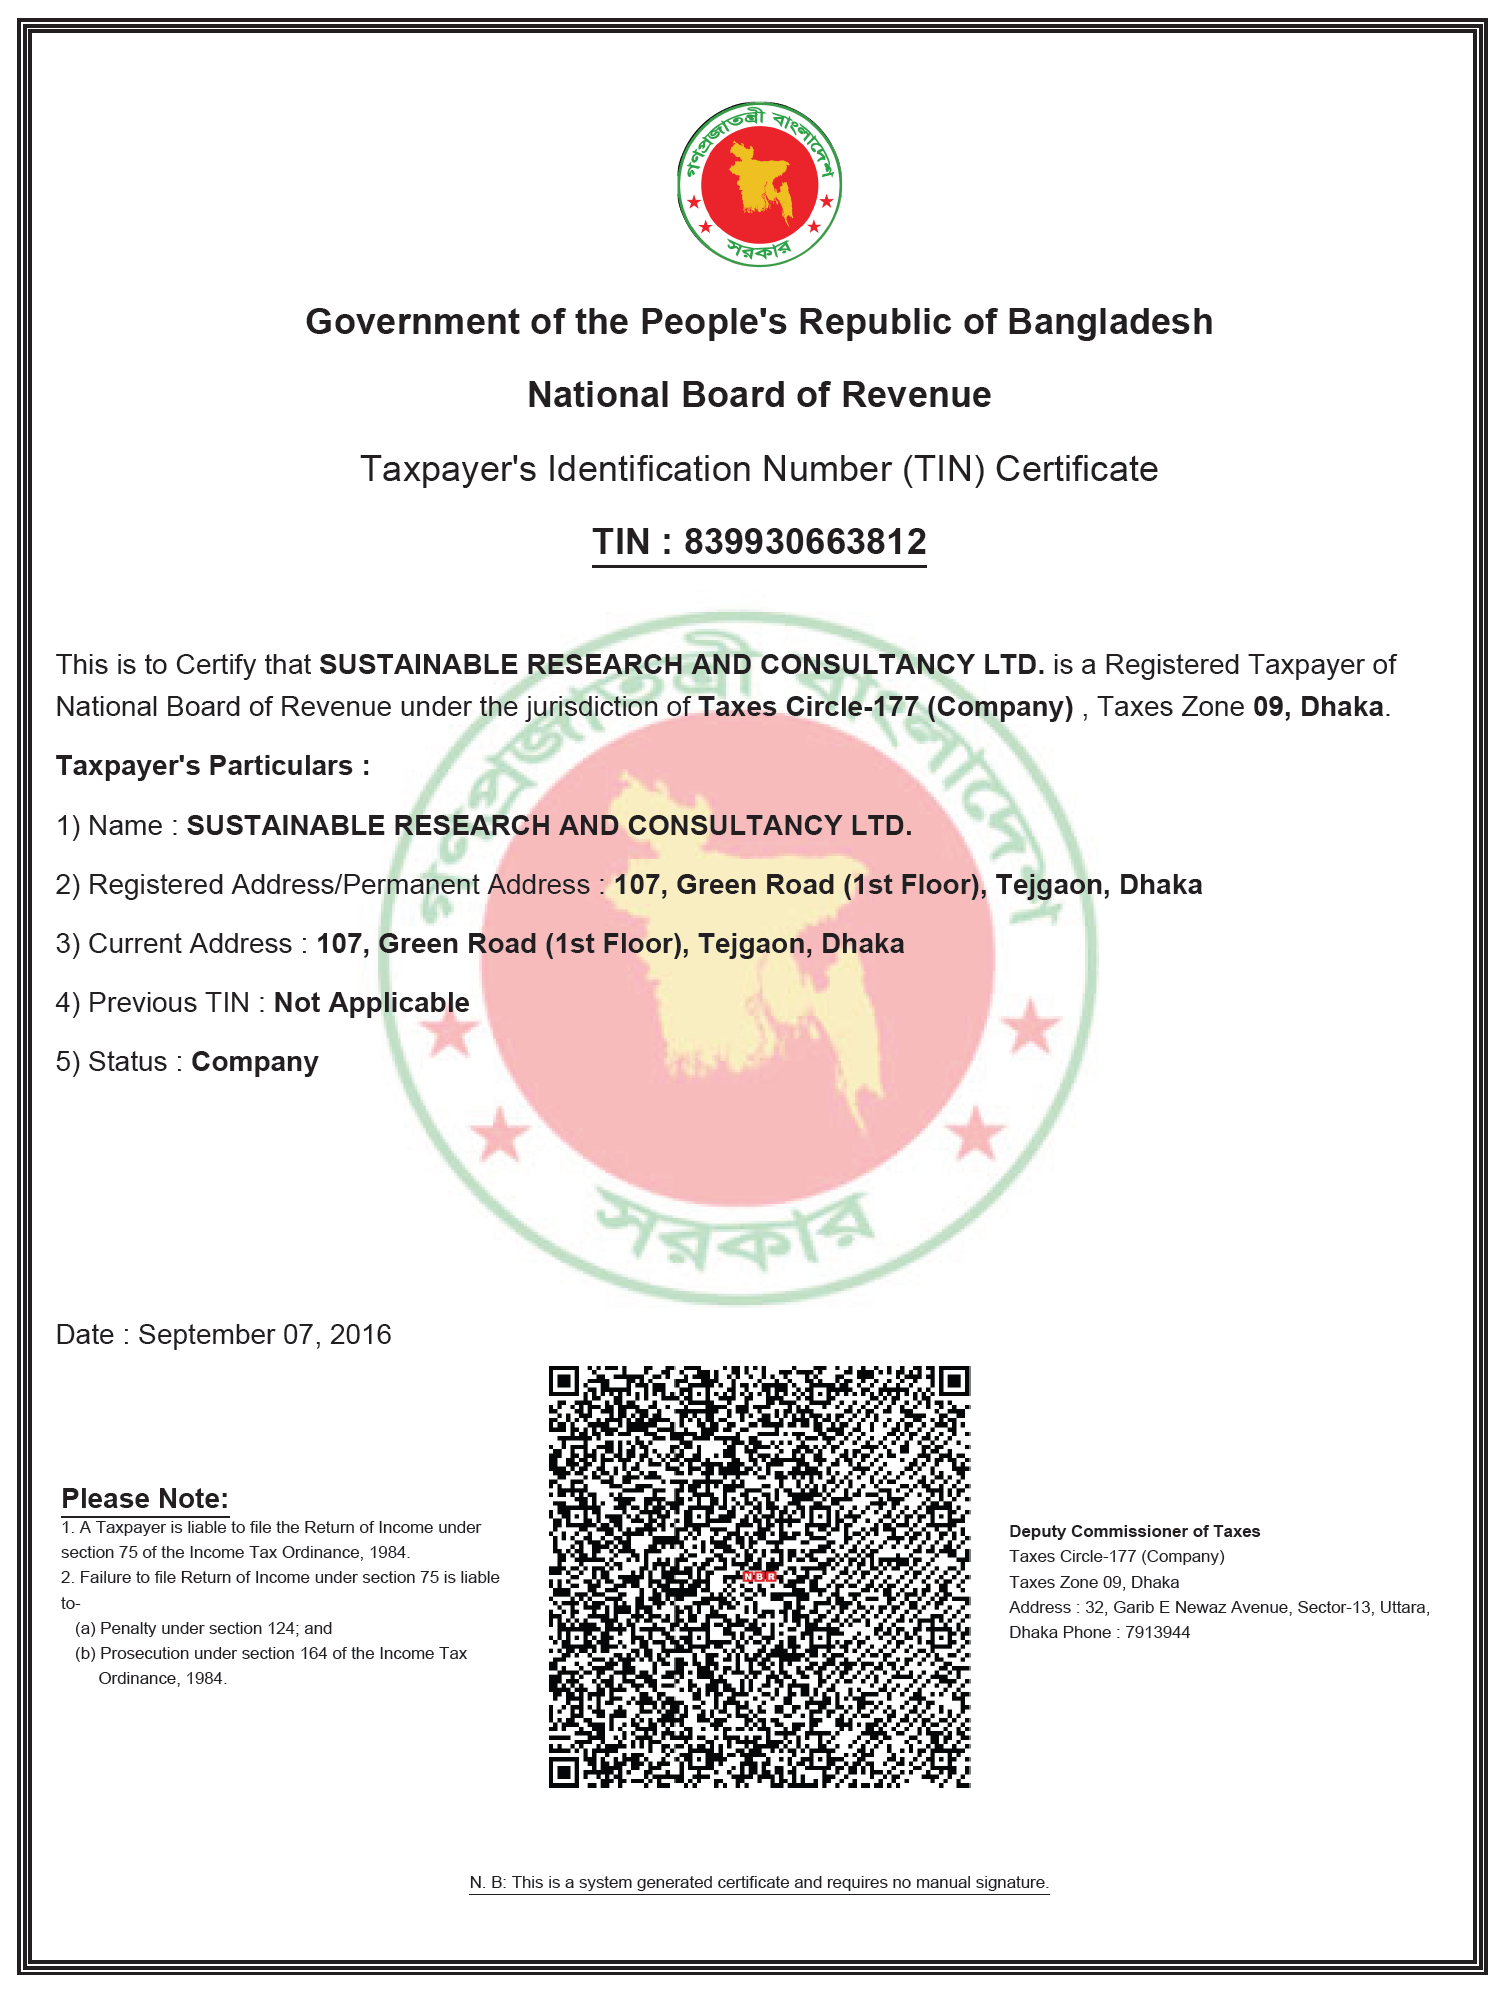 গণপ্রজাতন্ত্রী বাংলাদেশ
সরকার
Government of the People's Republic of Bangladesh
National Board of Revenue
Taxpayer's Identification Number (TIN) Certificate
TIN : 839930663812
গণপ্রজাতন্ত্রী বাংলাদেশ
This is to Certify that SUSTAINABLE RESEARCH AND CONSULTANCY LTD. is a Registered Taxpayer of
National Board of Revenue under the jurisdiction of Taxes Circle-177 (Company) , Taxes Zone 09, Dhaka.
Taxpayer's Particulars :
1) Name : SUSTAINABLE RESEARCH AND CONSULTANCY LTD.
2) Registered Address/Permanent Address : 107, Green Road (1st Floor), Tejgaon, Dhaka
3) Current Address : 107, Green Road (1st Floor), Tejgaon, Dhaka
4) Previous TIN : Not Applicable
5) Status : Company
সরকার
Date : September 07, 2016
Please Note:
1. A Taxpayer is liable to file the Return of Income under
section 75 of the Income Tax Ordinance, 1984.
2. Failure to file Return of Income under section 75 is liable
to-
(a) Penalty under section 124; and
(b) Prosecution under section 164 of the Income Tax
Ordinance, 1984.
NBR
Deputy Commissioner of Taxes
Taxes Circle-177 (Company)
Taxes Zone 09, Dhaka
Address : 32, Garib E Newaz Avenue, Sector-13, Uttara,
Dhaka Phone : 7913944
N. B: This is a system generated certificate and requires no manual signature.